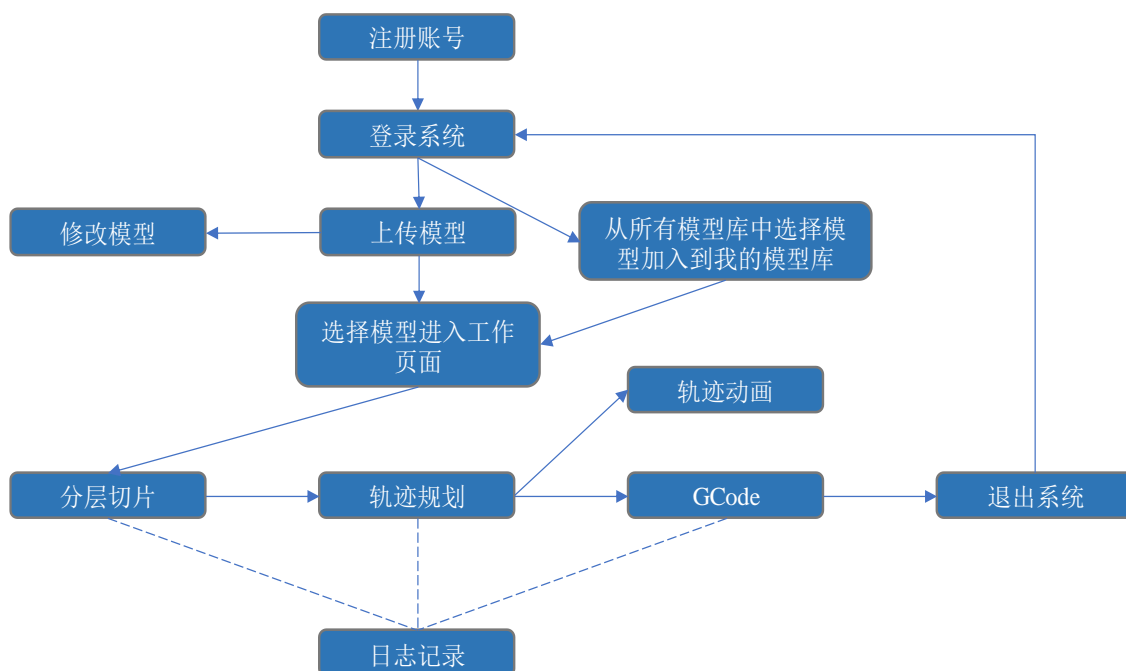 注册账号
登录系统
修改模型
上传模型
从所有模型库中选择模
型加入到我的模型库
选择模型进入工作
页面
轨迹动画
分层切片
轨迹规划
GCode
退出系统
日志记录